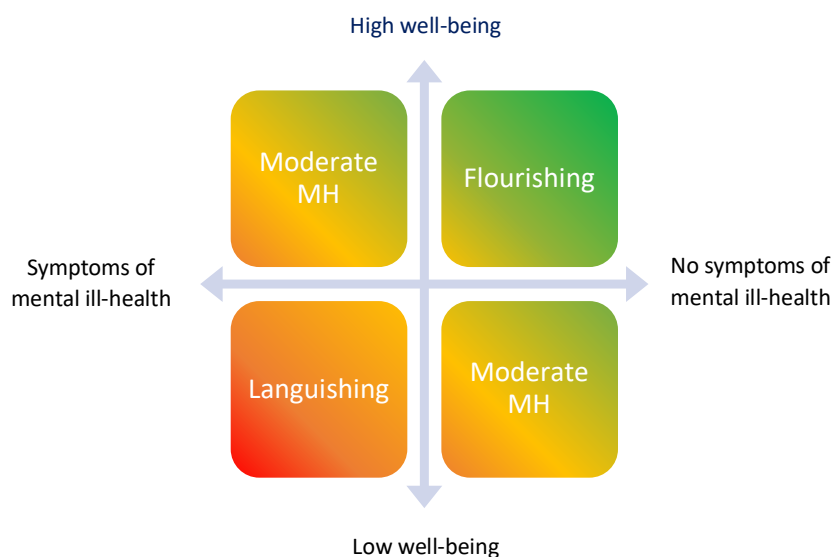 High well-being
Moderate
MH
Flourishing
Symptoms of
mental ill-health
No symptoms of
mental ill-health
Languishing
Moderate
MH
Low well-being